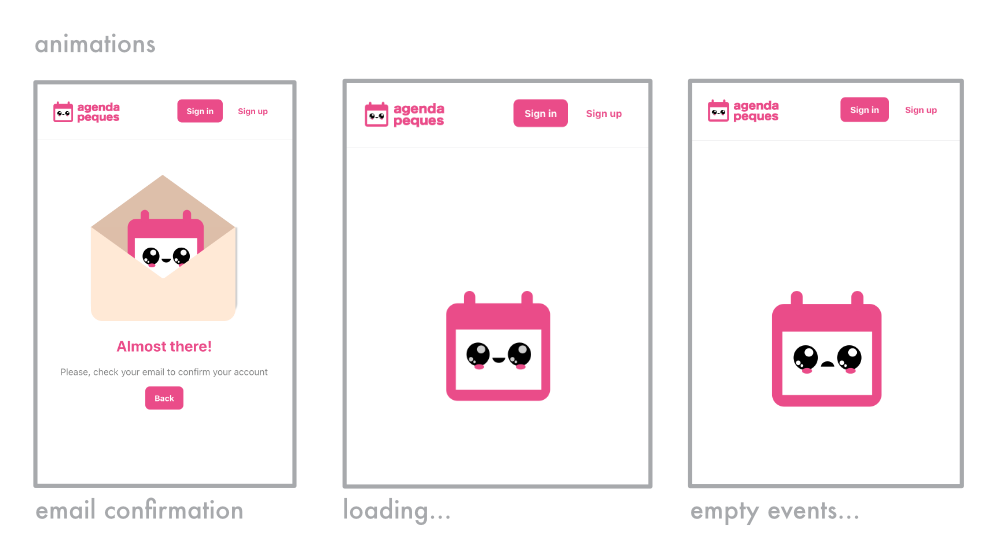 animations
agenda
peques
Sign in
Sign up
Almost there!
Please, check your email to confirm your account
Back
email confirmation
agenda
peques
Sign in
Sign up
loading...
agenda
peques
Sign in
Sign up
empty events...